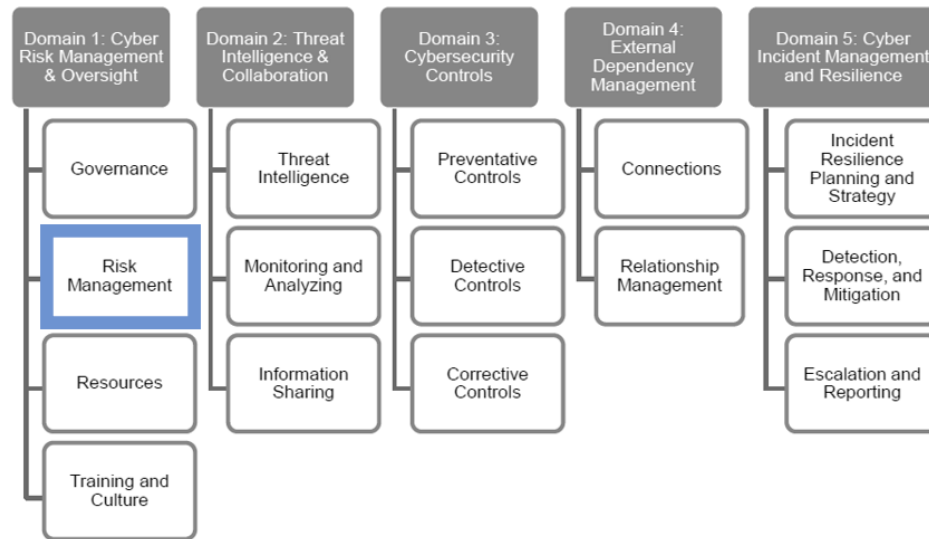 Domain 1: Cyber
Risk Management
& Oversight
Governance
Risk
Management
Resources
Training and
Culture
Domain 2: Threat
Intelligence &
Collaboration
Threat
Intelligence
Monitoring and
Analyzing
Information
Sharing
Domain 3:
Cybersecurity
Controls
Preventative
Controls
Detective
Controls
Corrective
Controls
Domain 4:
External
Dependency
Management
Connections
Relationship
Management
Domain 5: Cyber
Incident Management
and Resilience
Incident
Resilience
Planning and
Strategy
Detection,
Response, and
Mitigation
Escalation and
Reporting